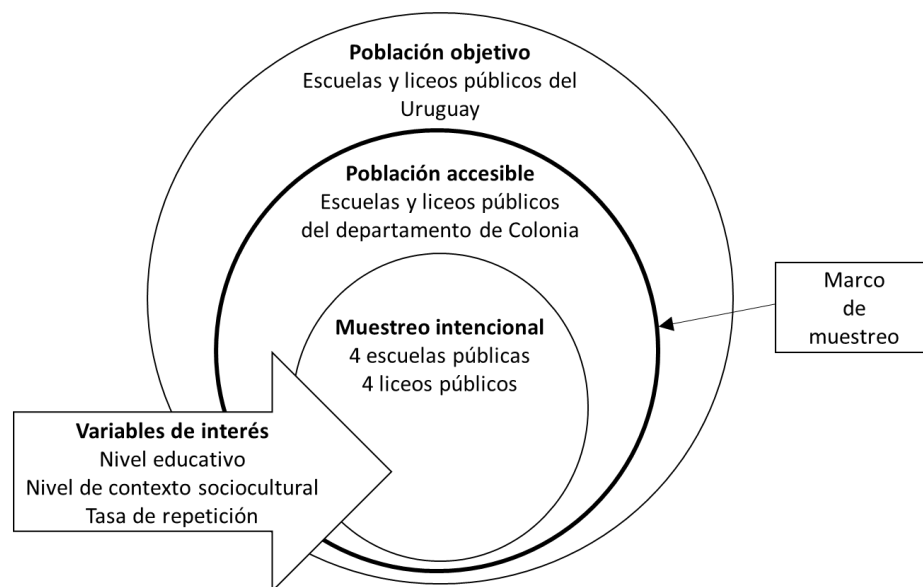 Población objetivo
Escuelas y liceos públicos del
Uruguay
Población accesible
Escuelas y liceos públicos
del departamento de Colonia
Marco
de
muestreo
Muestreo intencional
4 escuelas públicas
4 liceos públicos
Variables de interés
Nivel educativo
Nivel de contexto sociocultural
Tasa de repetición